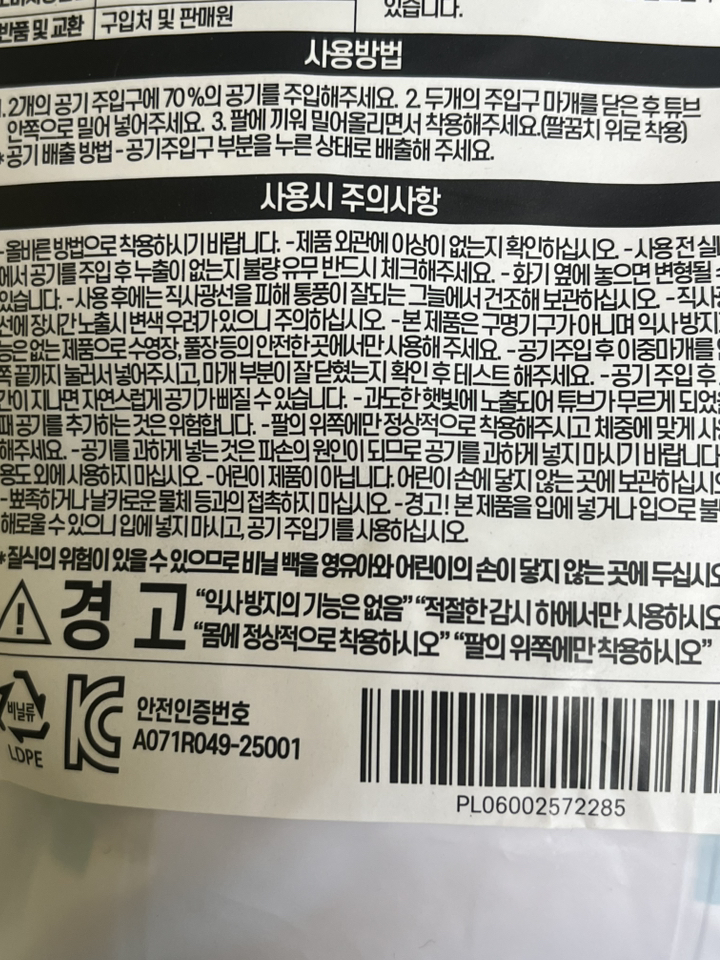 반품 및 교환 구입처 및 판매원
있습니다.
사용방법
1. 2개의 공기 주입구에 70%의 공기를 주입해주세요. 2. 두개의 주입구 마개를 닫은 후 튜브
안쪽으로 밀어 넣어주세요. 3. 팔에 끼워 밀어올리면서 착용해주세요.(팔꿈치 위로 착용)
*공기 배출 방법 - 공기주입구 부분을 누른 상태로 배출해 주세요.
사용시 주의사항
- 올바른 방법으로 착용하시기 바랍니다. -제품 외관에 이상이 없는지 확인하십시오. -사용 전 실
에서 공기를 주입 후 누출이 없는지 불량 유무 반드시 체크해주세요. -화기 옆에 놓으면 변형될
있습니다. -사용 후에는 직사광선을 피해 통풍이 잘되는 그늘에서 건조해 보관하십시오. -직사광
선에 장시간 노출시 변색 우려가 있으니 주의하십시오. -본 제품은 구명기구가 아니며 익사 방지
능은 없는 제품으로 수영장, 풀장 등의 안전한 곳에서만 사용해 주세요. -공기주입 후 이중마개를
쪽 끝까지 눌러서 넣어주시고, 마개 부분이 잘 닫혔는지 확인 후 테스트 해주세요. -공기 주입 후
간이 지나면 자연스럽게 공기가 빠질 수 있습니다. -과도한 햇빛에 노출되어 튜브가 무르게 되었
때 공기를 추가하는 것은 위험합니다. -팔의 위쪽에만 정상적으로 착용해주시고 체중에 맞게 사
해주세요. -공기를 과하게 넣는 것은 파손의 원인이 되므로 공기를 과하게 넣지 마시기 바랍니다
용도 외에 사용하지 마십시오. -어린이 제품이 아닙니다. 어린이 손에 닿지 않는 곳에 보관하십시오
-뾰족하거나 날카로운 물체 등과의 접촉하지 마십시오. -경고! 본 제품을 입에 넣거나 입으로 불면
해로울 수 있으니 입에 넣지 마시고, 공기 주입기를 사용하십시오.
*질식의 위험이 있을 수 있으므로 비닐 백을 영유아와 어린이의 손이 닿지 않는 곳에 두십시오
경 고 “익사 방지의 기능은 없음” “적절한 감시 하에서만 사용하시오
“몸에 정상적으로 착용하시오” “팔의 위쪽에만 착용하시오”
비닐류
LDPE
안전인증번호
A071R049-25001
PL06002572285